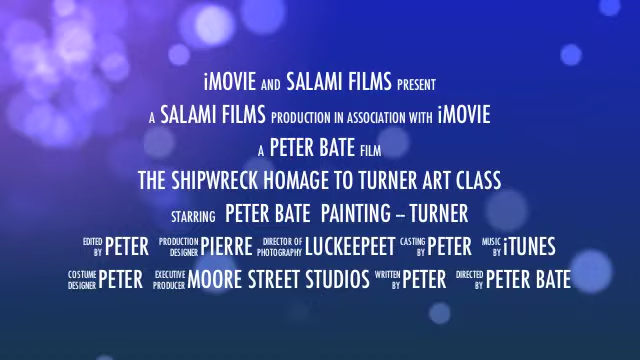 iMOVIE AND SALAMI FILMS PRESENT
A SALAMI FILMS PRODUCTION IN ASSOCIATION WITH iMOVIE
A PETER BATE FILM
THE SHIPWRECK HOMAGE TO TURNER ART CLASS
STARRING PETER BATE PAINTING – TURNER
EDITED BY PETER PRODUCTION DESIGNER PIERRE DIRECTOR OF PHOTOGRAPHY LUCKEEPEET CASTING BY PETER MUSIC BY iTUNES
COSTUME DESIGNER PETER EXECUTIVE PRODUCER MOORE STREET STUDIOS WRITTEN BY PETER DIRECTED BY PETER BATE